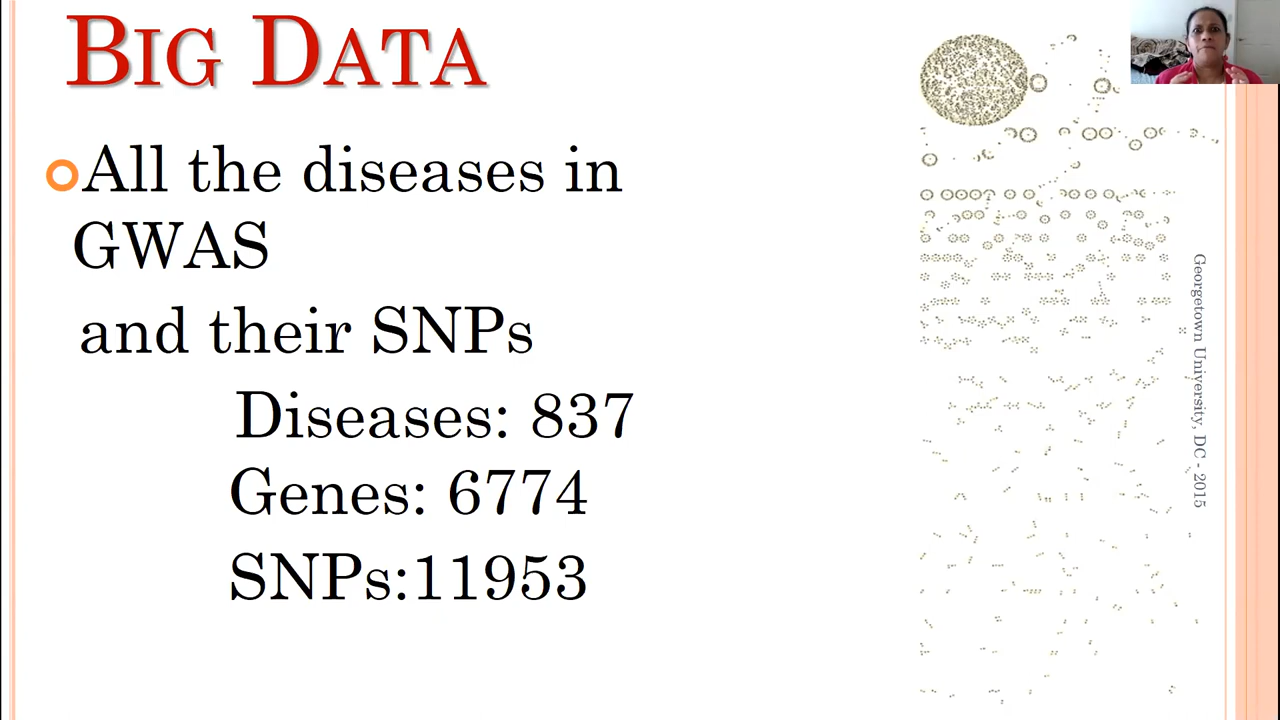 BIG DATA
All the diseases in
GWAS
and their SNPs
Diseases: 837
Genes: 6774
SNPs:11953
Georgetown University, DC - 2015